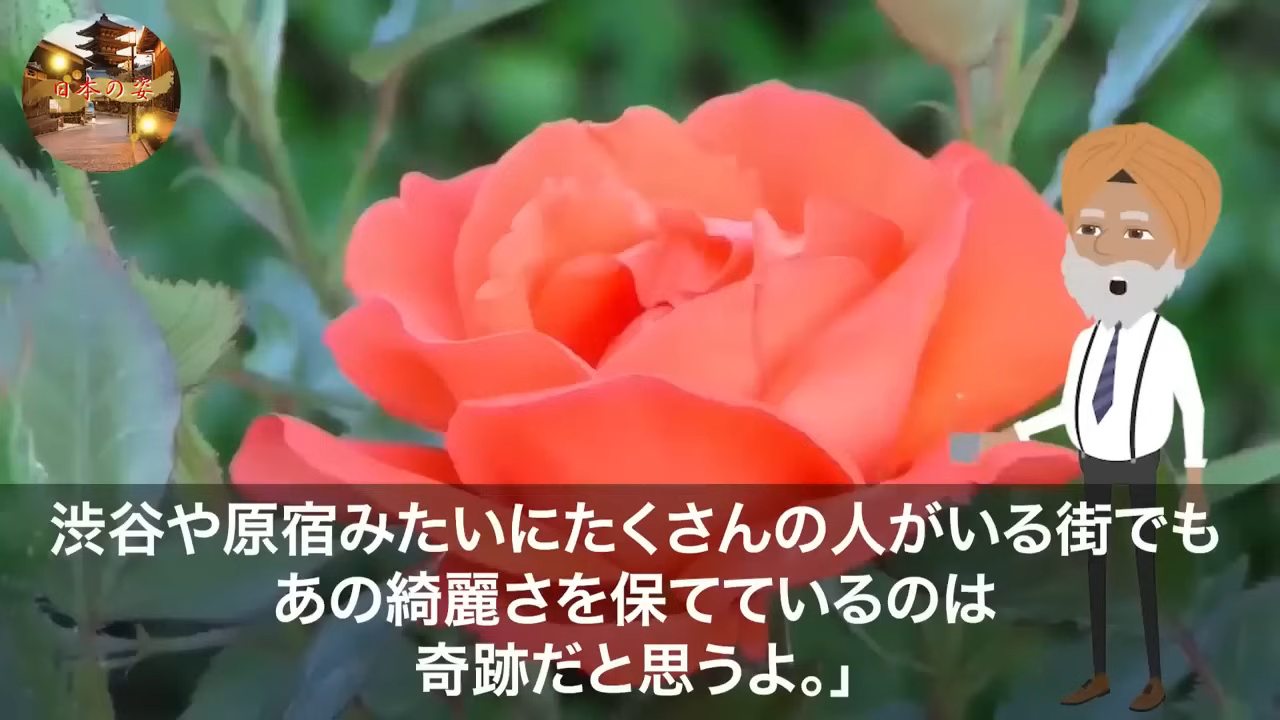 日本の姿
渋谷や原宿みたいにたくさんの人がいる街でも
あの綺麗さを保てているのは
奇跡だと思うよ。」